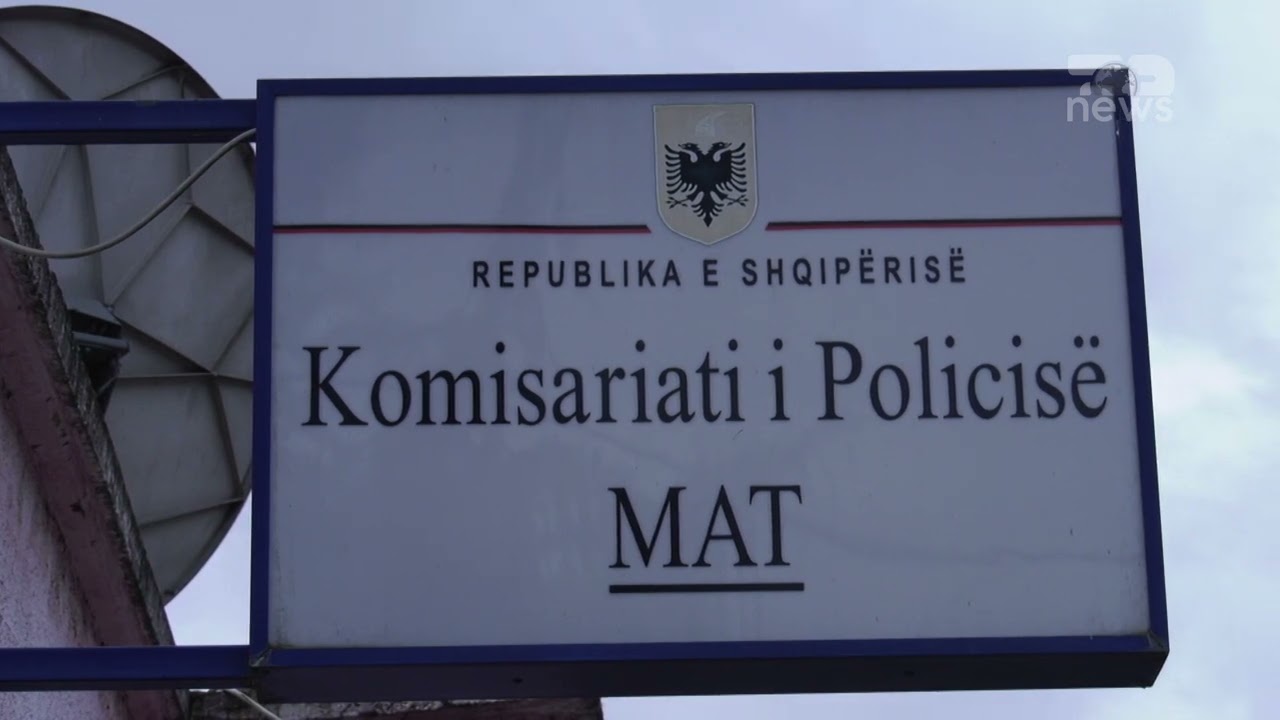 news
REPUBLIKA E SHQIPËRISË
Komisariati i Policisë
MAT